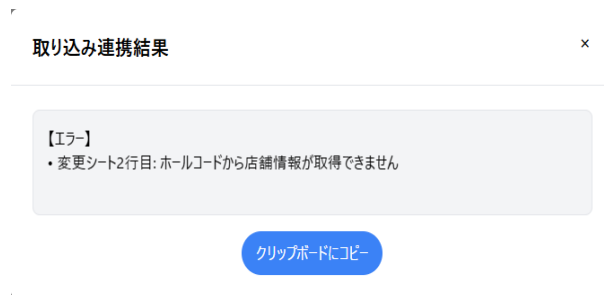 取り込み連携結果
×
【エラー】
• 変更シート2行目: ホールコードから店舗情報が取得できません
クリップボードにコピー